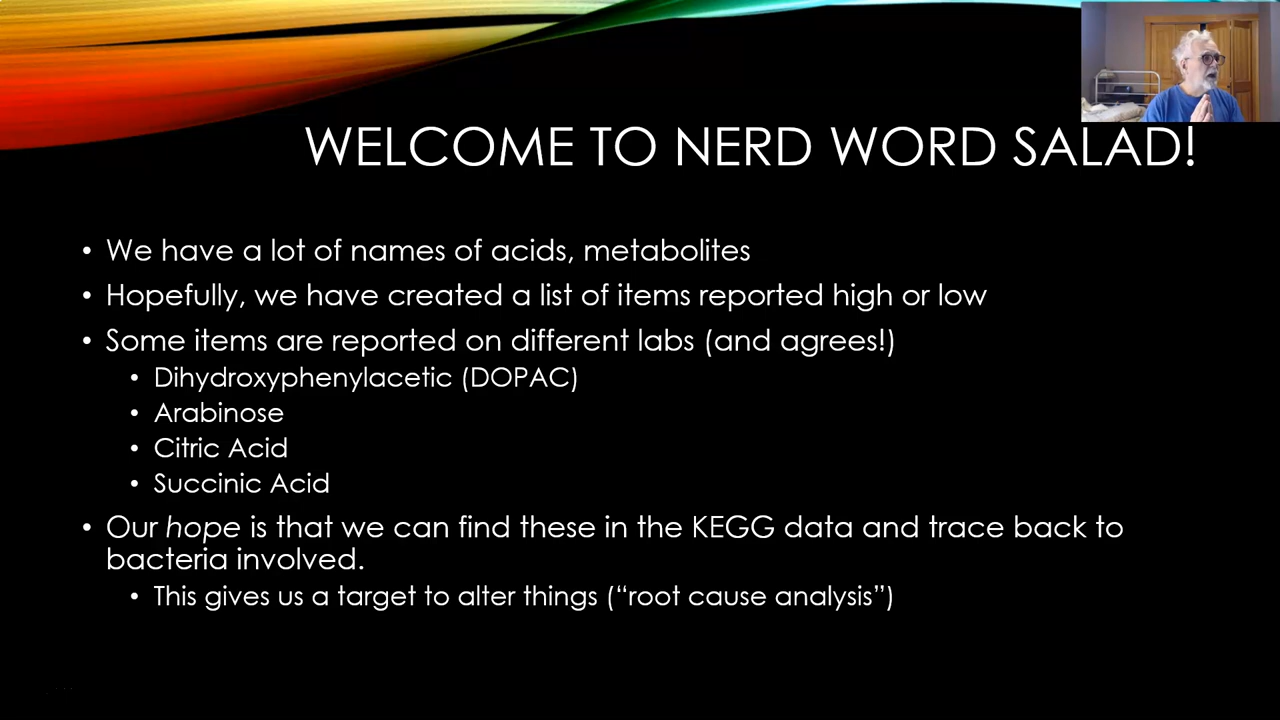 WELCOME TO NERD WORD SALAD!
• We have a lot of names of acids, metabolites
• Hopefully, we have created a list of items reported high or low
• Some items are reported on different labs (and agrees!)
• Dihydroxyphenylacetic (DOPAC)
• Arabinose
• Citric Acid
• Succinic Acid
• Our hope is that we can find these in the KEGG data and trace back to
bacteria involved.
• This gives us a target to alter things (“root cause analysis”)